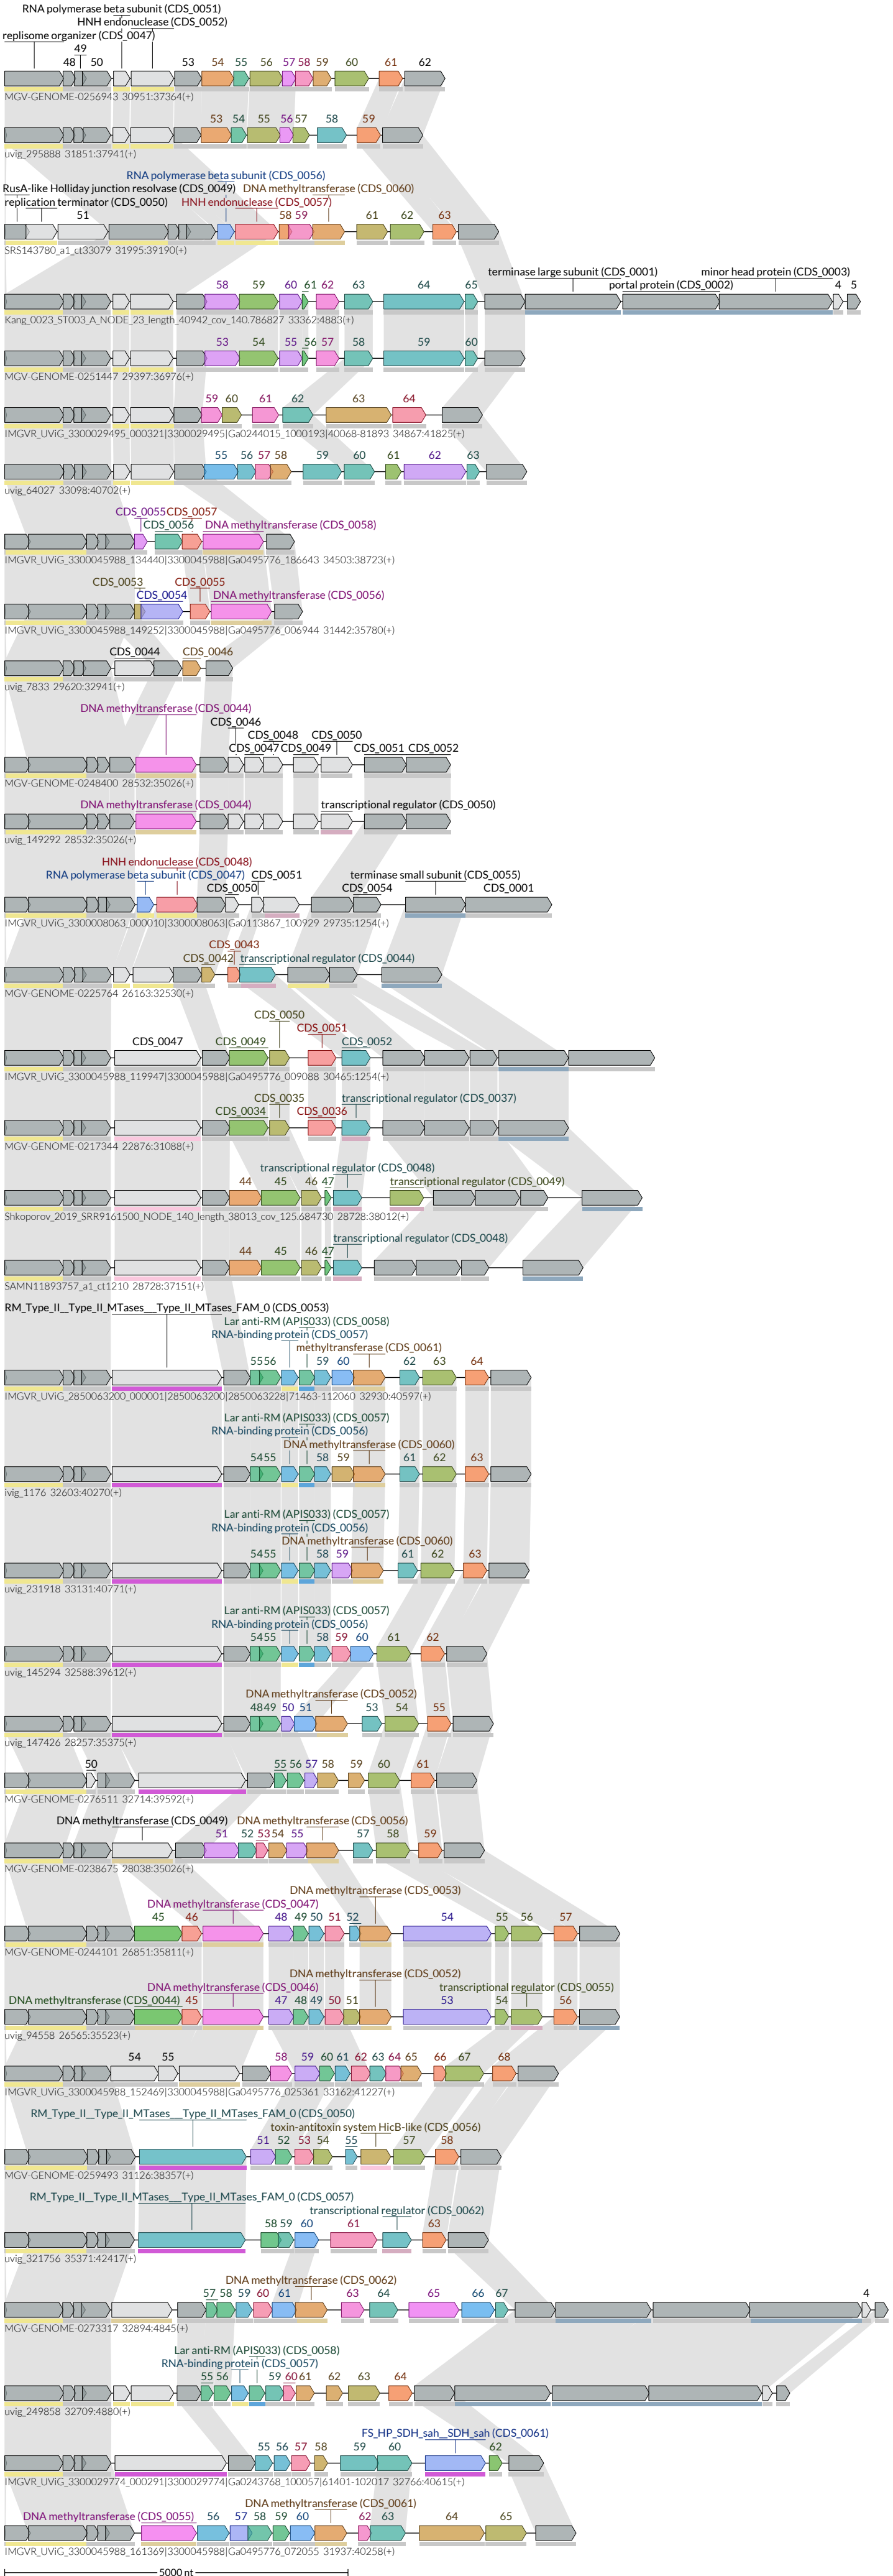 RNA polymerase beta subunit (CDS_0051)
HNH endonuclease (CDS_0052)
replisome organizer (CDS_0047)
49
48 50 53 54 55 56 57 58 59 60 61 62
MGV-GENOME-0256943 30951:37364(+)
53 54 55 56 57 58 59
uvig_295888 31851:37941(+)
RNA polymerase beta subunit (CDS_0056)
RusA-like Holliday junction resolvase (CDS_0049) DNA methyltransferase (CDS_0060)
replication terminator (CDS_0050) HNH endonuclease (CDS_0057)
51 58 59 61 62 63
SRS143780_a1_ct33079 31995:39190(+)
terminase large subunit (CDS_0001) minor head protein (CDS_0003)
58 59 60 61 62 63 64 65 portal protein (CDS_0002) 4 5
Kang_0023_ST003_A_NODE_23_length_40942_cov_140.786827 33362:4883(+)
53 54 55 56 57 58 59 60
MGV-GENOME-0251447 29397:36976(+)
59 60 61 62 63 64
IMGVR_UViG_3300029495_000321|3300029495|Ga0244015_1000193|40068-81893 34867:41825(+)
55 56 57 58 59 60 61 62 63
uvig_64027 33098:40702(+)
CDS_0055 CDS_0057
CDS_0056 DNA methyltransferase (CDS_0058)
IMGVR_UViG_3300045988_134440|3300045988|Ga0495776_186643 34503:38723(+)
CDS_0053 CDS_0055
CDS_0054 DNA methyltransferase (CDS_0056)
IMGVR_UViG_3300045988_149252|3300045988|Ga0495776_006944 31442:35780(+)
CDS_0044 CDS_0046
uvig_7833 29620:32941(+)
DNA methyltransferase (CDS_0044)
CDS_0046
CDS_0048 CDS_0050
CDS_0047 CDS_0049 CDS_0051 CDS_0052
MGV-GENOME-0248400 28532:35026(+)
DNA methyltransferase (CDS_0044) transcriptional regulator (CDS_0050)
uvig_149292 28532:35026(+)
HNH endonuclease (CDS_0048)
RNA polymerase beta subunit (CDS_0047) CDS_0051 terminase small subunit (CDS_0055)
CDS_0050 CDS_0054 CDS_0001
IMGVR_UViG_3300008063_000010|3300008063|Ga0113867_100929 29735:1254(+)
CDS_0043
CDS_0042 transcriptional regulator (CDS_0044)
MGV-GENOME-0225764 26163:32530(+)
CDS_0050
CDS_0051
CDS_0047 CDS_0049 CDS_0052
IMGVR_UViG_3300045988_119947|3300045988|Ga0495776_009088 30465:1254(+)
CDS_0035 transcriptional regulator (CDS_0037)
CDS_0034 CDS_0036
MGV-GENOME-0217344 22876:31088(+)
transcriptional regulator (CDS_0048)
44 45 46 47 transcriptional regulator (CDS_0049)
Shkoporov_2019_SRR9161500_NODE_140_length_38013_cov_125.684730 28728:38012(+)
transcriptional regulator (CDS_0048)
44 45 46 47
SAMN11893757_a1_ct1210 28728:37151(+)
RM_Type_II__Type_II_MTases___Type_II_MTases_FAM_0 (CDS_0053)
Lar anti-RM (APIS033) (CDS_0058)
RNA-binding protein (CDS_0057)
methyltransferase (CDS_0061)
55 56 59 60 62 63 64
IMGVR_UViG_2850063200_000001|2850063200|2850063228|71463-112060 32930:40597(+)
Lar anti-RM (APIS033) (CDS_0057)
RNA-binding protein (CDS_0056)
DNA methyltransferase (CDS_0060)
54 55 58 59 61 62 63
ivig_1176 32603:40270(+)
Lar anti-RM (APIS033) (CDS_0057)
RNA-binding protein (CDS_0056)
DNA methyltransferase (CDS_0060)
54 55 58 59 61 62 63
uvig_231918 33131:40771(+)
Lar anti-RM (APIS033) (CDS_0057)
RNA-binding protein (CDS_0056)
54 55 58 59 60 61 62
uvig_145294 32588:39612(+)
DNA methyltransferase (CDS_0052)
48 49 50 51 53 54 55
uvig_147426 28257:35375(+)
50 55 56 57 58 59 60 61
MGV-GENOME-0276511 32714:39592(+)
DNA methyltransferase (CDS_0049) DNA methyltransferase (CDS_0056)
51 52 53 54 55 57 58 59
MGV-GENOME-0238675 28038:35026(+)
DNA methyltransferase (CDS_0053)
DNA methyltransferase (CDS_0047)
45 46 48 49 50 51 52 54 55 56 57
MGV-GENOME-0244101 26851:35811(+)
DNA methyltransferase (CDS_0052)
DNA methyltransferase (CDS_0046) transcriptional regulator (CDS_0055)
DNA methyltransferase (CDS_0044) 45 47 48 49 50 51 53 54 56
uvig_94558 26565:35523(+)
54 55 58 59 60 61 62 63 64 65 66 67 68
IMGVR_UViG_3300045988_152469|3300045988|Ga0495776_025361 33162:41227(+)
RM_Type_II__Type_II_MTases___Type_II_MTases_FAM_0 (CDS_0050)
toxin-antitoxin system HicB-like (CDS_0056)
51 52 53 54 55 57 58
MGV-GENOME-0259493 31126:38357(+)
RM_Type_II__Type_II_MTases___Type_II_MTases_FAM_0 (CDS_0057)
transcriptional regulator (CDS_0062)
58 59 60 61 63
uvig_321756 35371:42417(+)
DNA methyltransferase (CDS_0062)
57 58 59 60 61 63 64 65 66 67 4
MGV-GENOME-0273317 32894:4845(+)
Lar anti-RM (APIS033) (CDS_0058)
RNA-binding protein (CDS_0057)
55 56 59 60 61 62 63 64
uvig_249858 32709:4880(+)
FS_HP_SDH_sah__SDH_sah (CDS_0061)
55 56 57 58 59 60 62
IMGVR_UViG_3300029774_000291|3300029774|Ga0243768_100057|61401-102017 32766:40615(+)
DNA methyltransferase (CDS_0061)
DNA methyltransferase (CDS_0055) 56 57 58 59 60 62 63 64 65
IMGVR_UViG_3300045988_161369|3300045988|Ga0495776_072055 31937:40258(+)
5000 nt